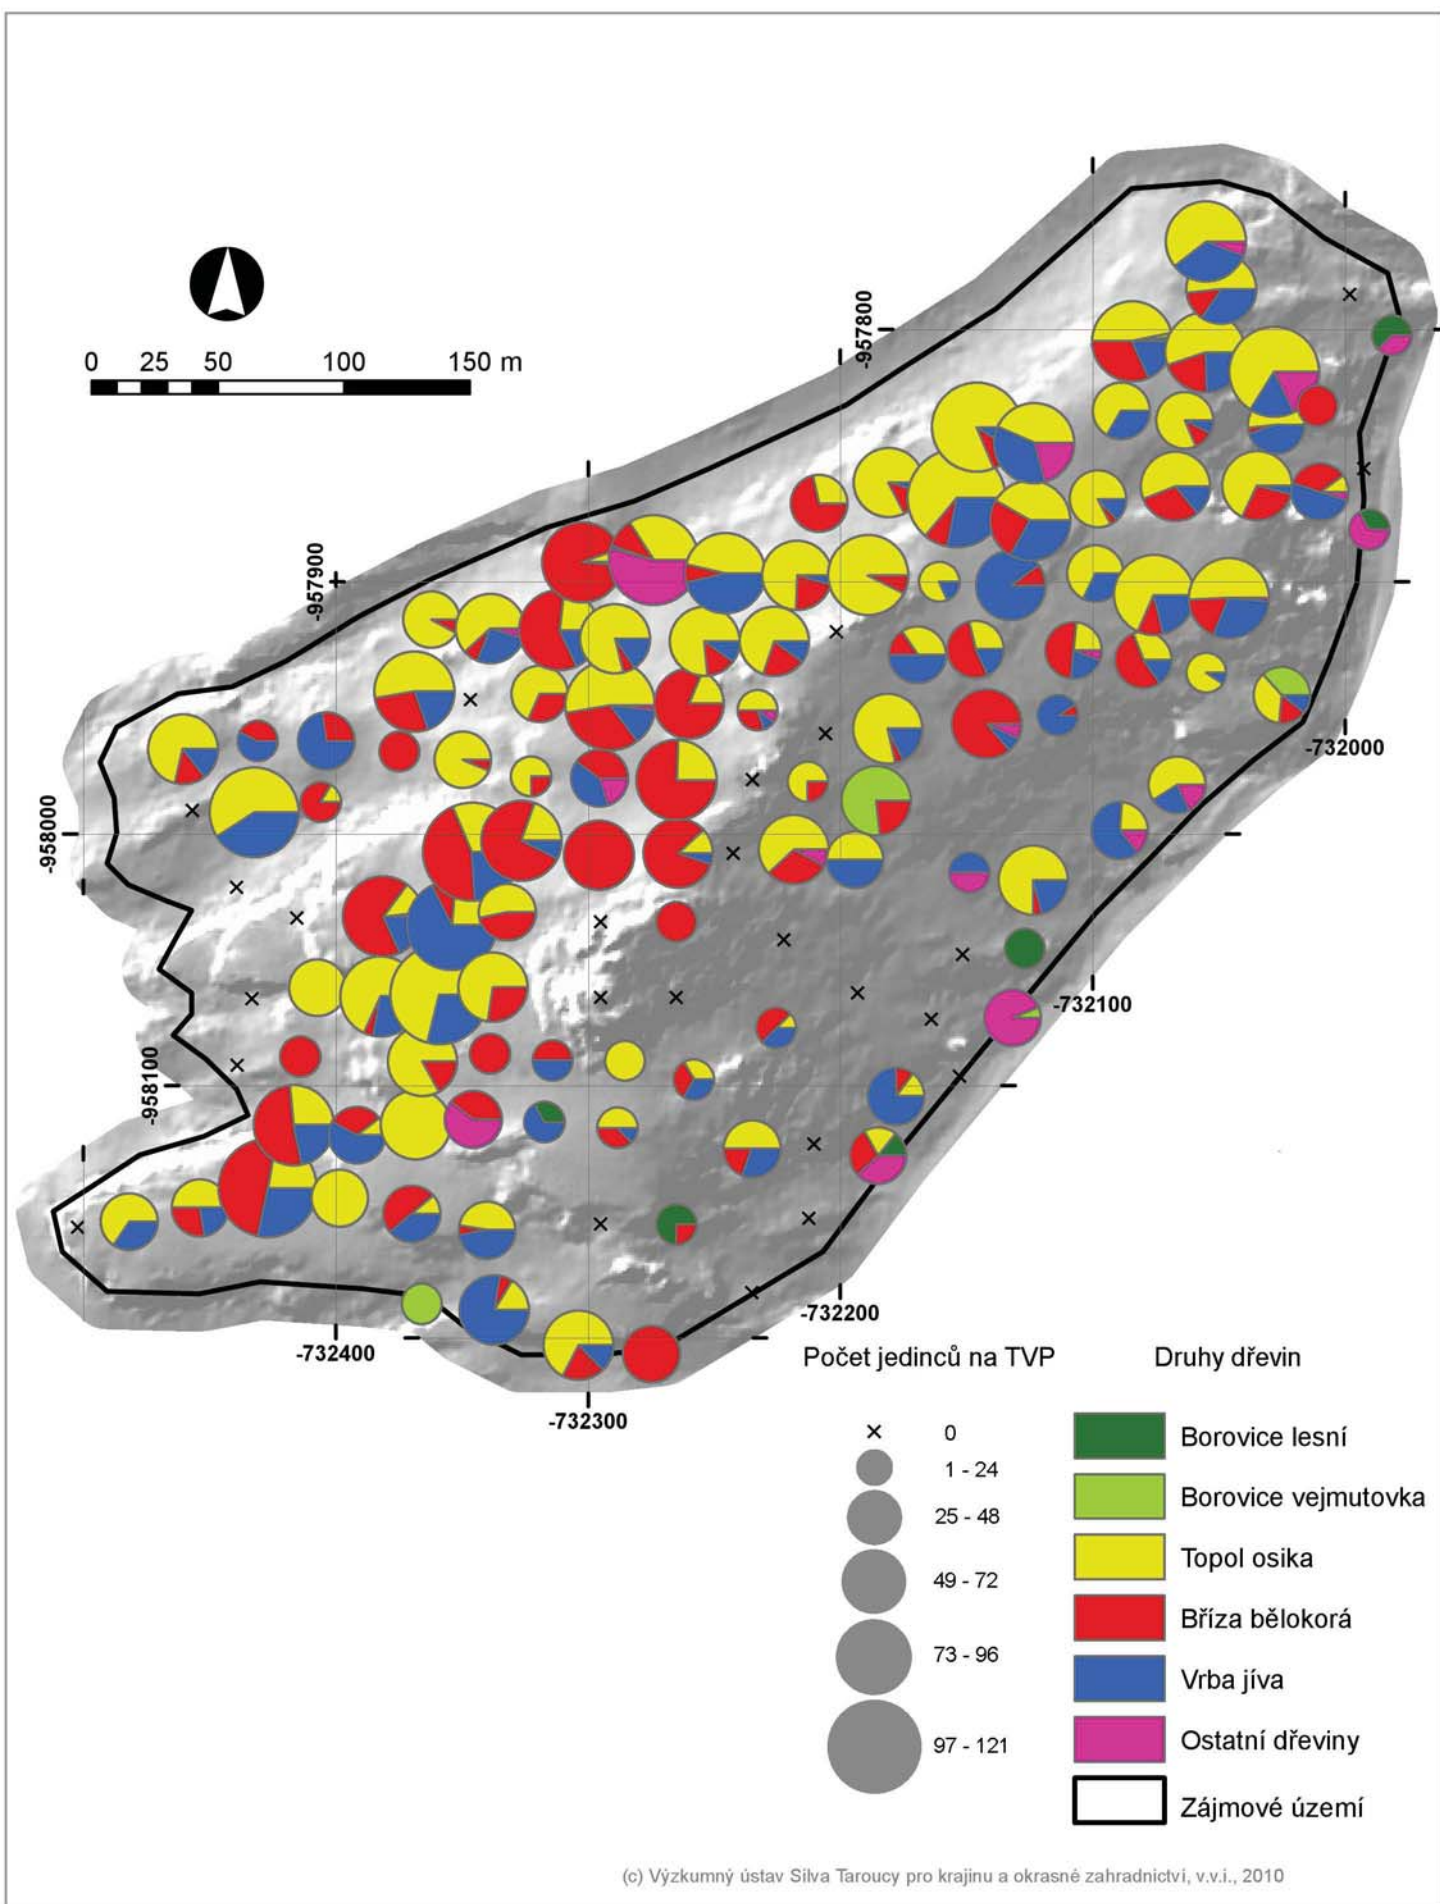 0 25 50 100 150 m
-957800
-957900
-958000
-958100
-732000
-732100
-732200
-732300
-732400
Počet jedinců na TVP
0
1 - 24
25 - 48
49 - 72
73 - 96
97 - 121
Druhy dřevin
Borovice lesní
Borovice vejmutovka
Topol osika
Bříza bělokorá
Vrba jíva
Ostatní dřeviny
Zájmové území
(c) Výzkumný ústav Silva Taroucy pro krajinu a okrasné zahradnictví, v.v.i., 2010